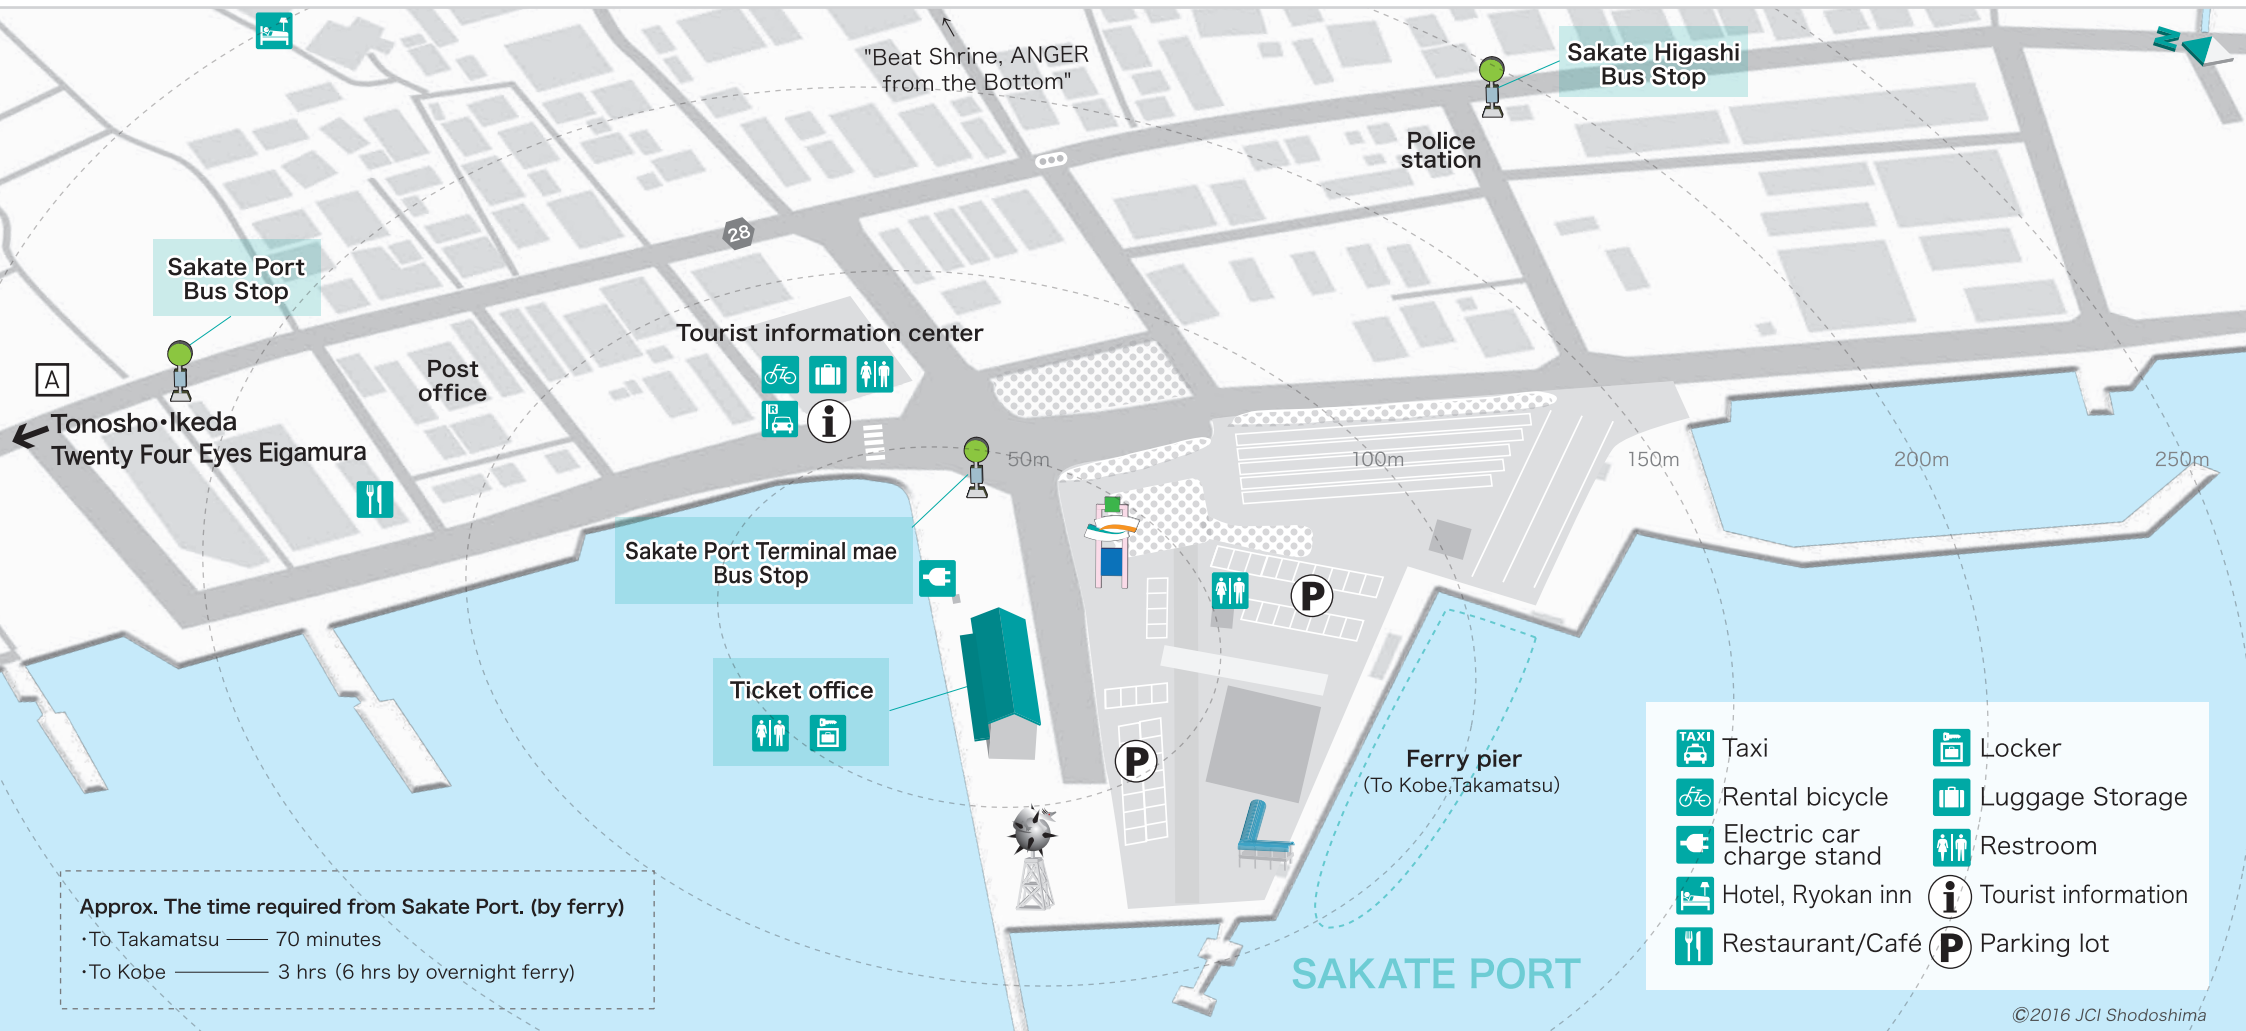 "Beat Shrine, ANGER
from the Bottom"
Sakate Higashi
Bus Stop
N
Police
station
28
Sakate Port
Bus Stop
Tourist information center
R
i
A
Post
office
Tonosho・Ikeda
Twenty Four Eyes Eigamura
50m
100m
150m
200m
250m
Sakate Port Terminal mae
Bus Stop
P
Ticket office
P
Ferry pier
(To Kobe,Takamatsu)
SAKATE PORT
Approx. The time required from Sakate Port. (by ferry)
・To Takamatsu —— 70 minutes
・To Kobe ———— 3 hrs (6 hrs by overnight ferry)
TAXI Taxi
Rental bicycle
Electric car
charge stand
Hotel, Ryokan inn
Restaurant/Café
Locker
Luggage Storage
Restroom
i Tourist information
P Parking lot
©2016 JCI Shodoshima